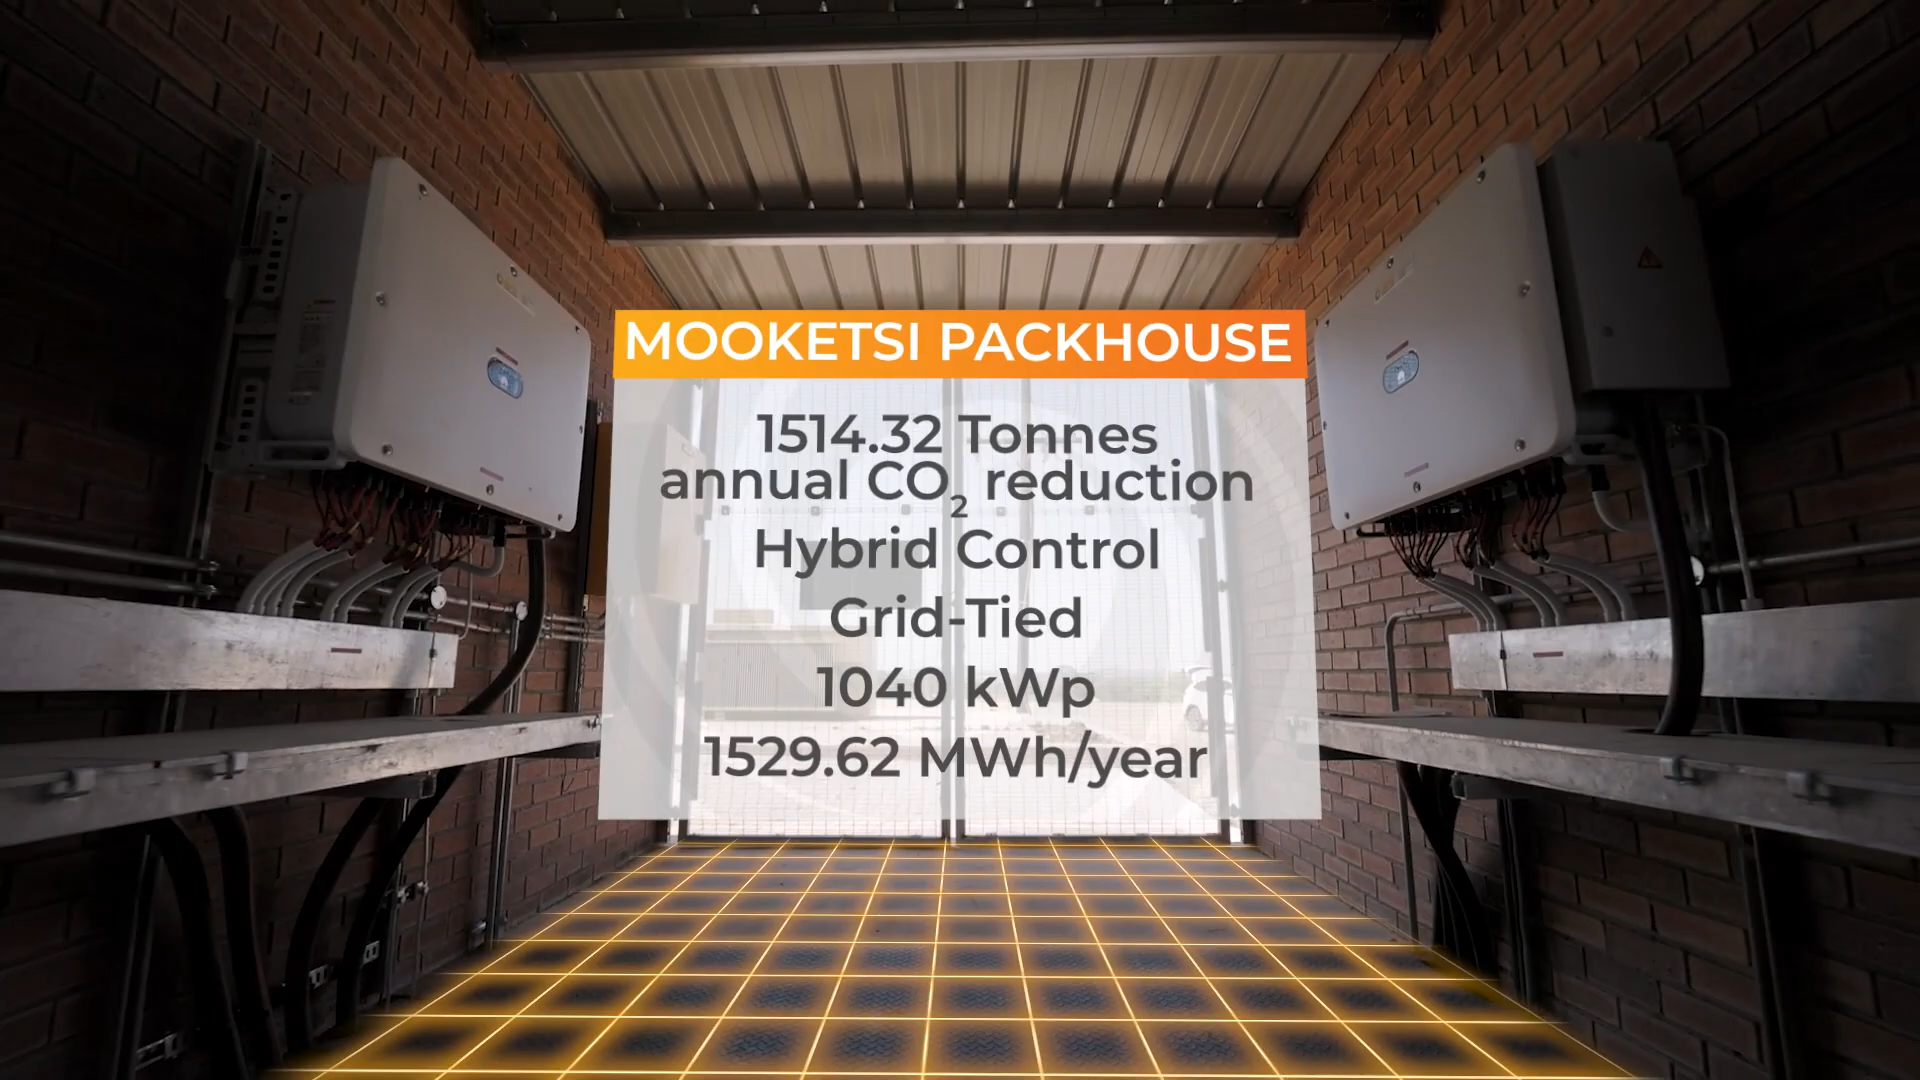 MOOKETSI PACKHOUSE
1514.32 Tonnes
annual CO₂ reduction
Hybrid Control
Grid-Tied
1040 kWp
1529.62 MWh/year